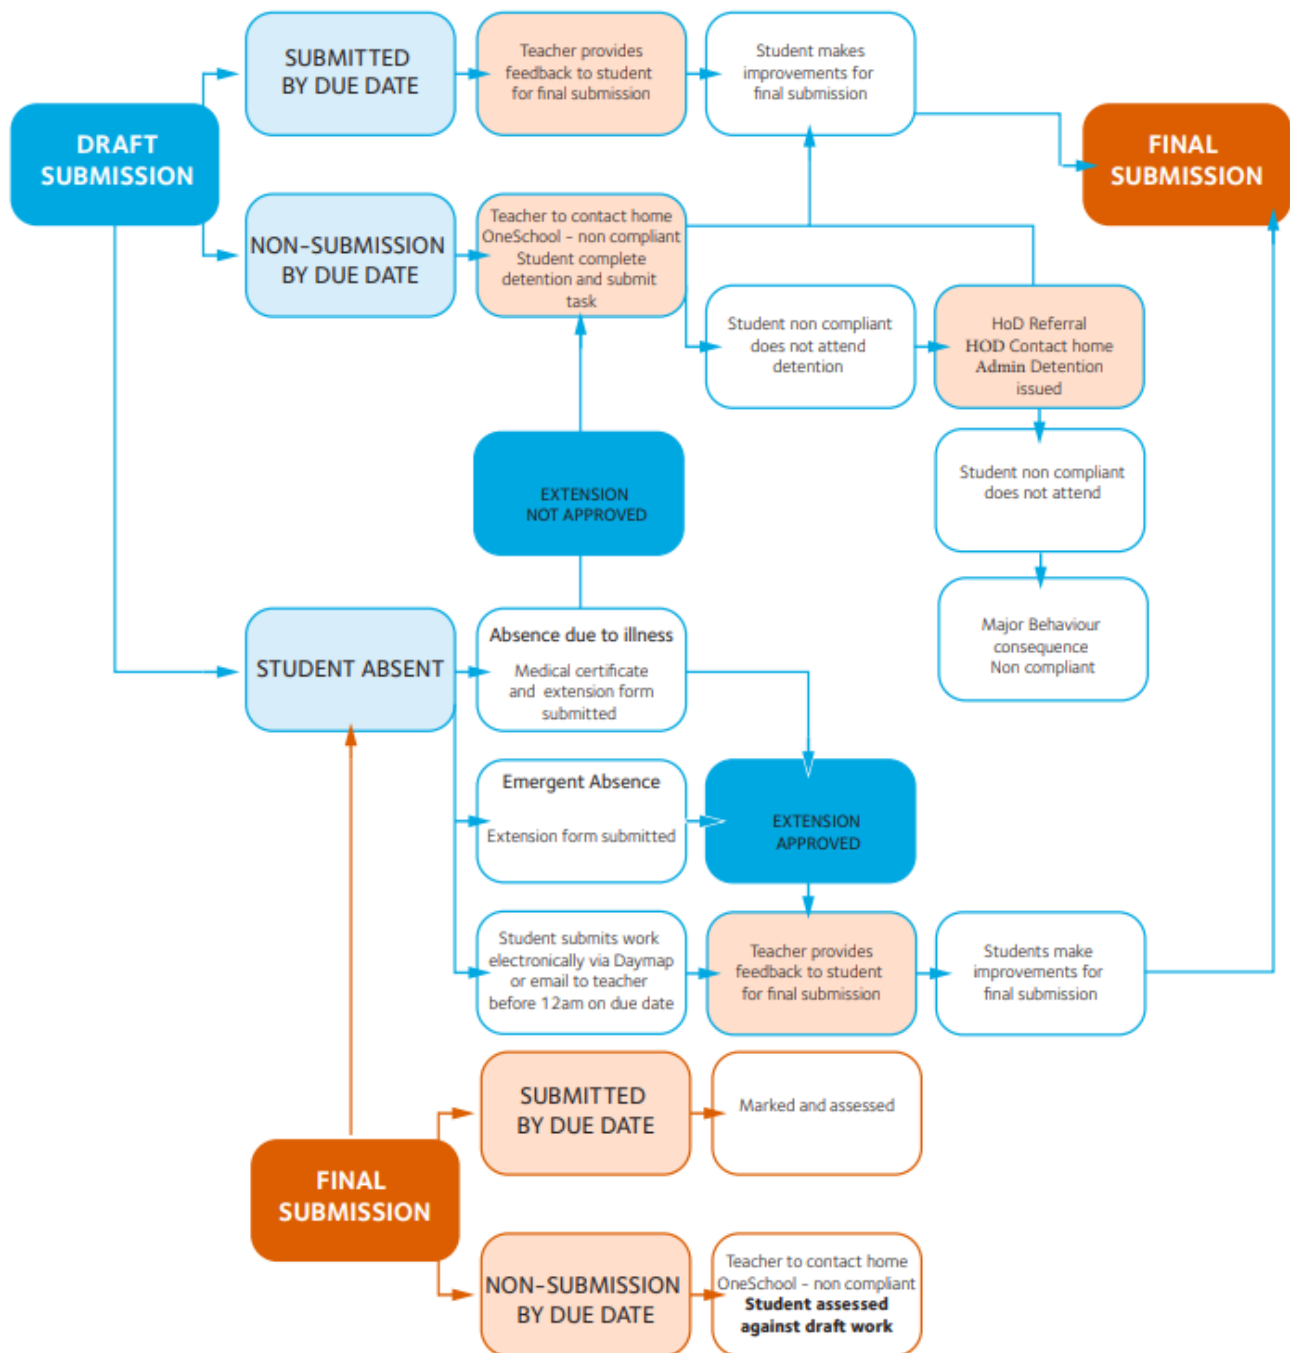 SUBMITTED
BY DUE DATE
Teacher provides
feedback to student
for final submission
Student makes
improvements for
final submission
DRAFT
SUBMISSION
FINAL
SUBMISSION
NON-SUBMISSION
BY DUE DATE
Teacher to contact home
OneSchool - non compliant
Student complete
detention and submit
task
Student non compliant
does not attend
detention
HoD Referral
HOD Contact home
Admin Detention
issued
EXTENSION
NOT APPROVED
Student non compliant
does not attend
Major Behaviour
consequence
Non compliant
STUDENT ABSENT
Absence due to illness
Medical certificate
and extension form
submitted
Emergent Absence
Extension form submitted
EXTENSION
APPROVED
Student submits work
electronically via Daymap
or email to teacher
before 12am on due date
Teacher provides
feedback to student
for final submission
Students make
improvements for
final submission
SUBMITTED
BY DUE DATE
Marked and assessed
FINAL
SUBMISSION
NON-SUBMISSION
BY DUE DATE
Teacher to contact home
OneSchool - non compliant
Student assessed
against draft work